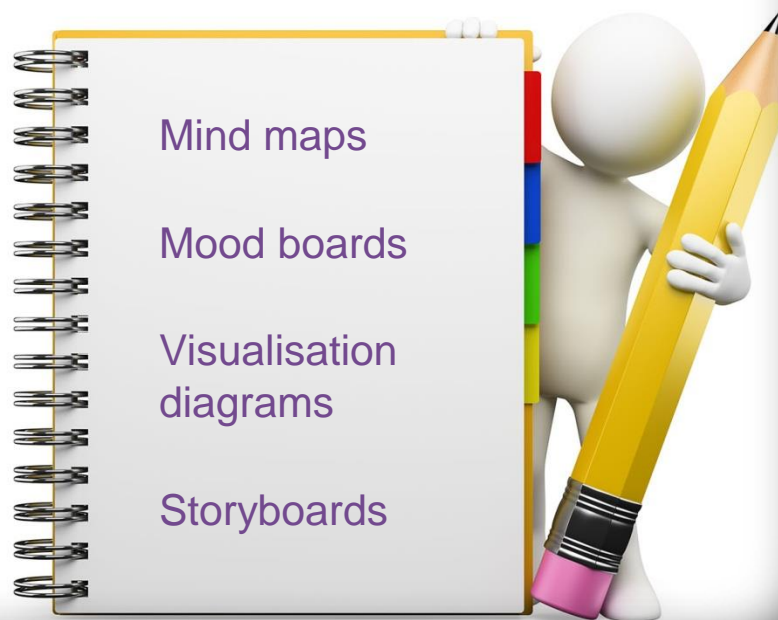 Mind maps
Mood boards
Visualisation
diagrams
Storyboards